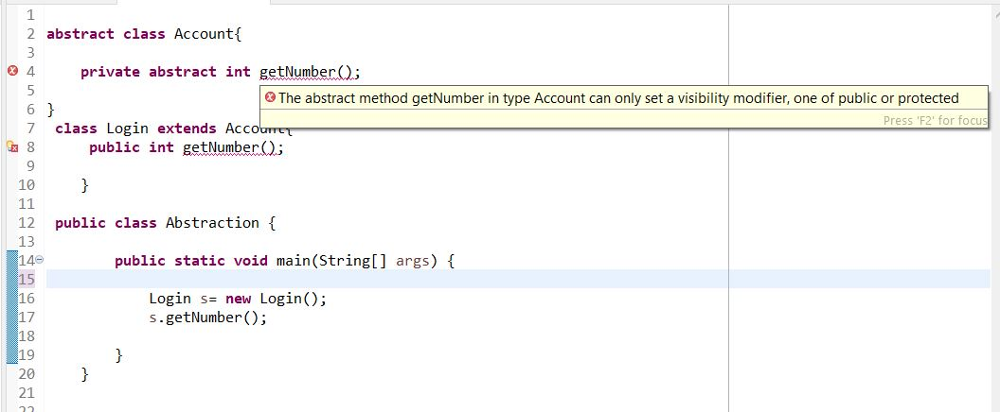 1
2 abstract class Account{
3
4 private abstract int getNumber();
The abstract method getNumber in type Account can only set a visibility modifier, one of public or protected
Press 'F2' for focus
5
6 }
7 class Login extends Account{
8 public int getNumber();
9
10 }
11
12 public class Abstraction {
13
14 public static void main(String[] args) {
15
16 Login s= new Login();
17 s.getNumber();
18
19 }
20 }
21
22